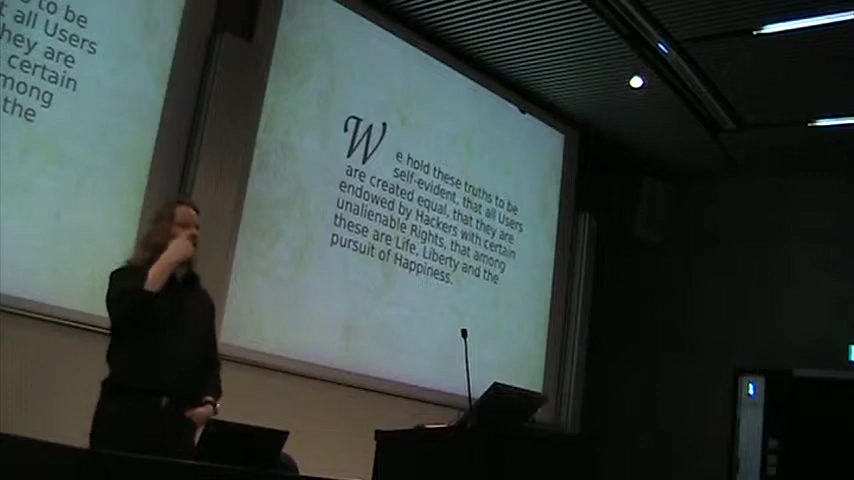 o be
t all Users
hey are
certain
mong
the
We hold these truths to be
self-evident, that all Users
are created equal, that they are
endowed by Hackers with certain
unalienable Rights, that among
these are Life, Liberty and the
pursuit of Happiness.